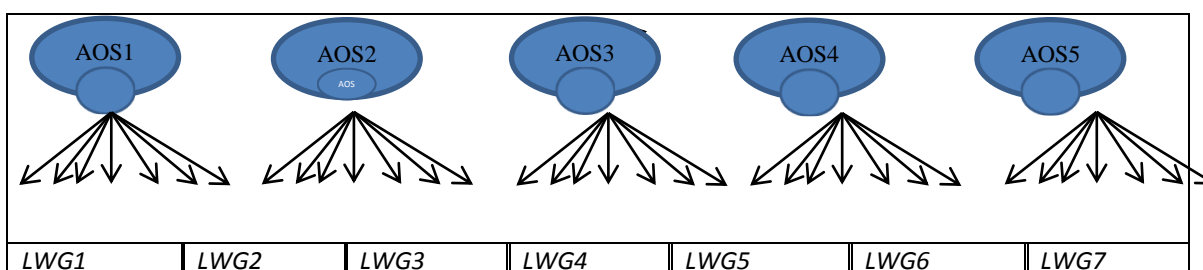 AOS1 AOS2 AOS3 AOS4 AOS5
AOS
LWG1 LWG2 LWG3 LWG4 LWG5 LWG6 LWG7